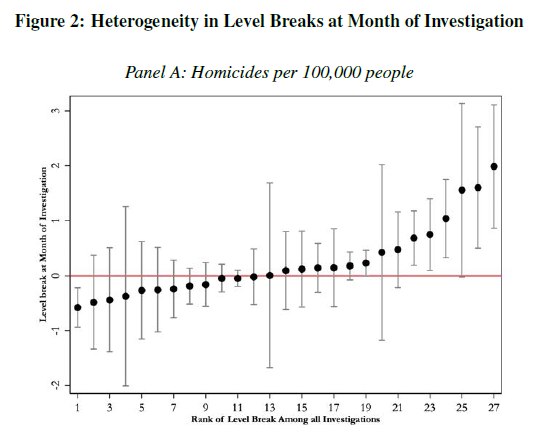 Figure 2: Heterogeneity in Level Breaks at Month of Investigation
Panel A: Homicides per 100,000 people
Level break at Month of Investigation
3
2
1
0
-1
-2
1 3 5 7 9 11 13 15 17 19 21 23 25 27
Rank of Level Break Among all Investigations